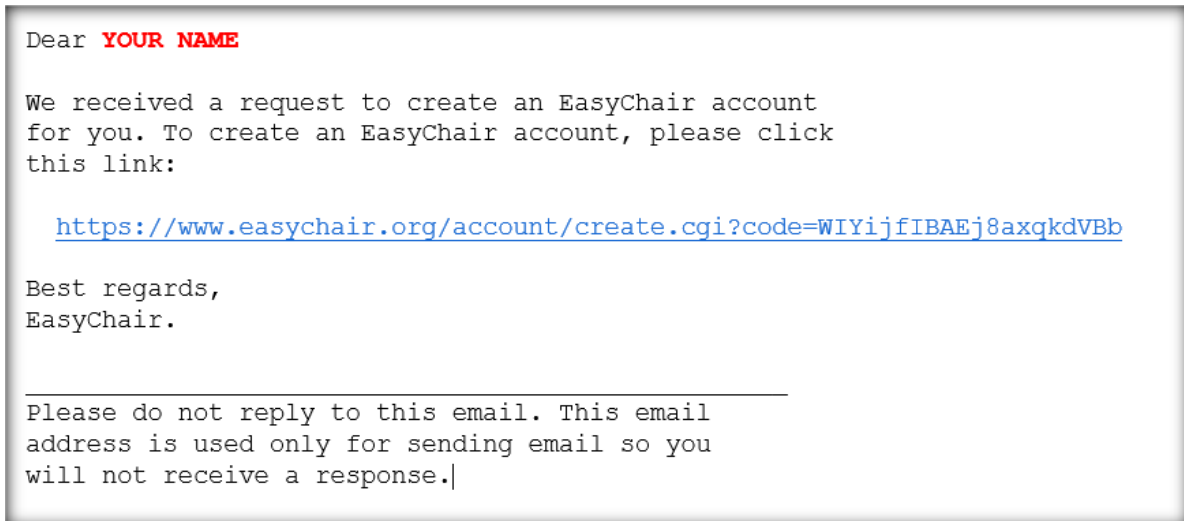 Dear YOUR NAME
We received a request to create an EasyChair account
for you. To create an EasyChair account, please click
this link:
https://www.easychair.org/account/create.cgi?code=WIYijfIBAEj8axqkdVBb
Best regards,
EasyChair.
Please do not reply to this email. This email
address is used only for sending email so you
will not receive a response.